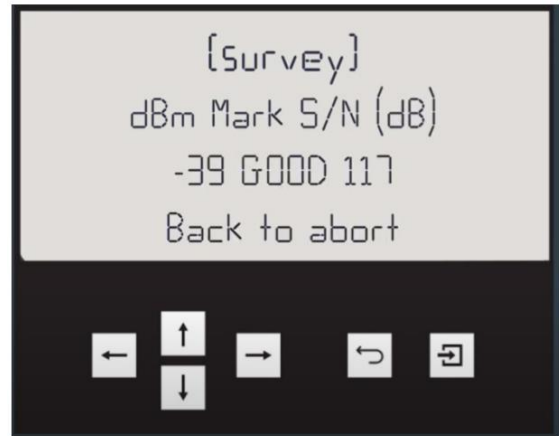 [Survey]
dBm Mark S/N (dB)
-39 GOOD 117
Back to abort